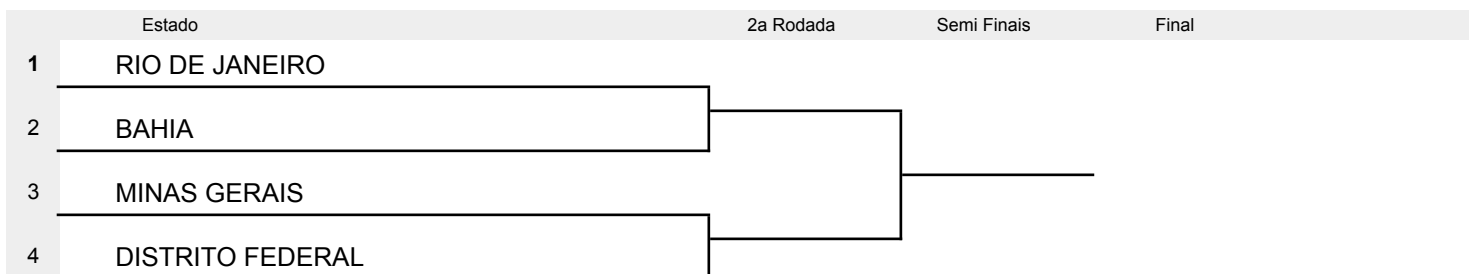 Estado 2a Rodada Semi Finais Final
1 RIO DE JANEIRO
2 BAHIA
3 MINAS GERAIS
4 DISTRITO FEDERAL